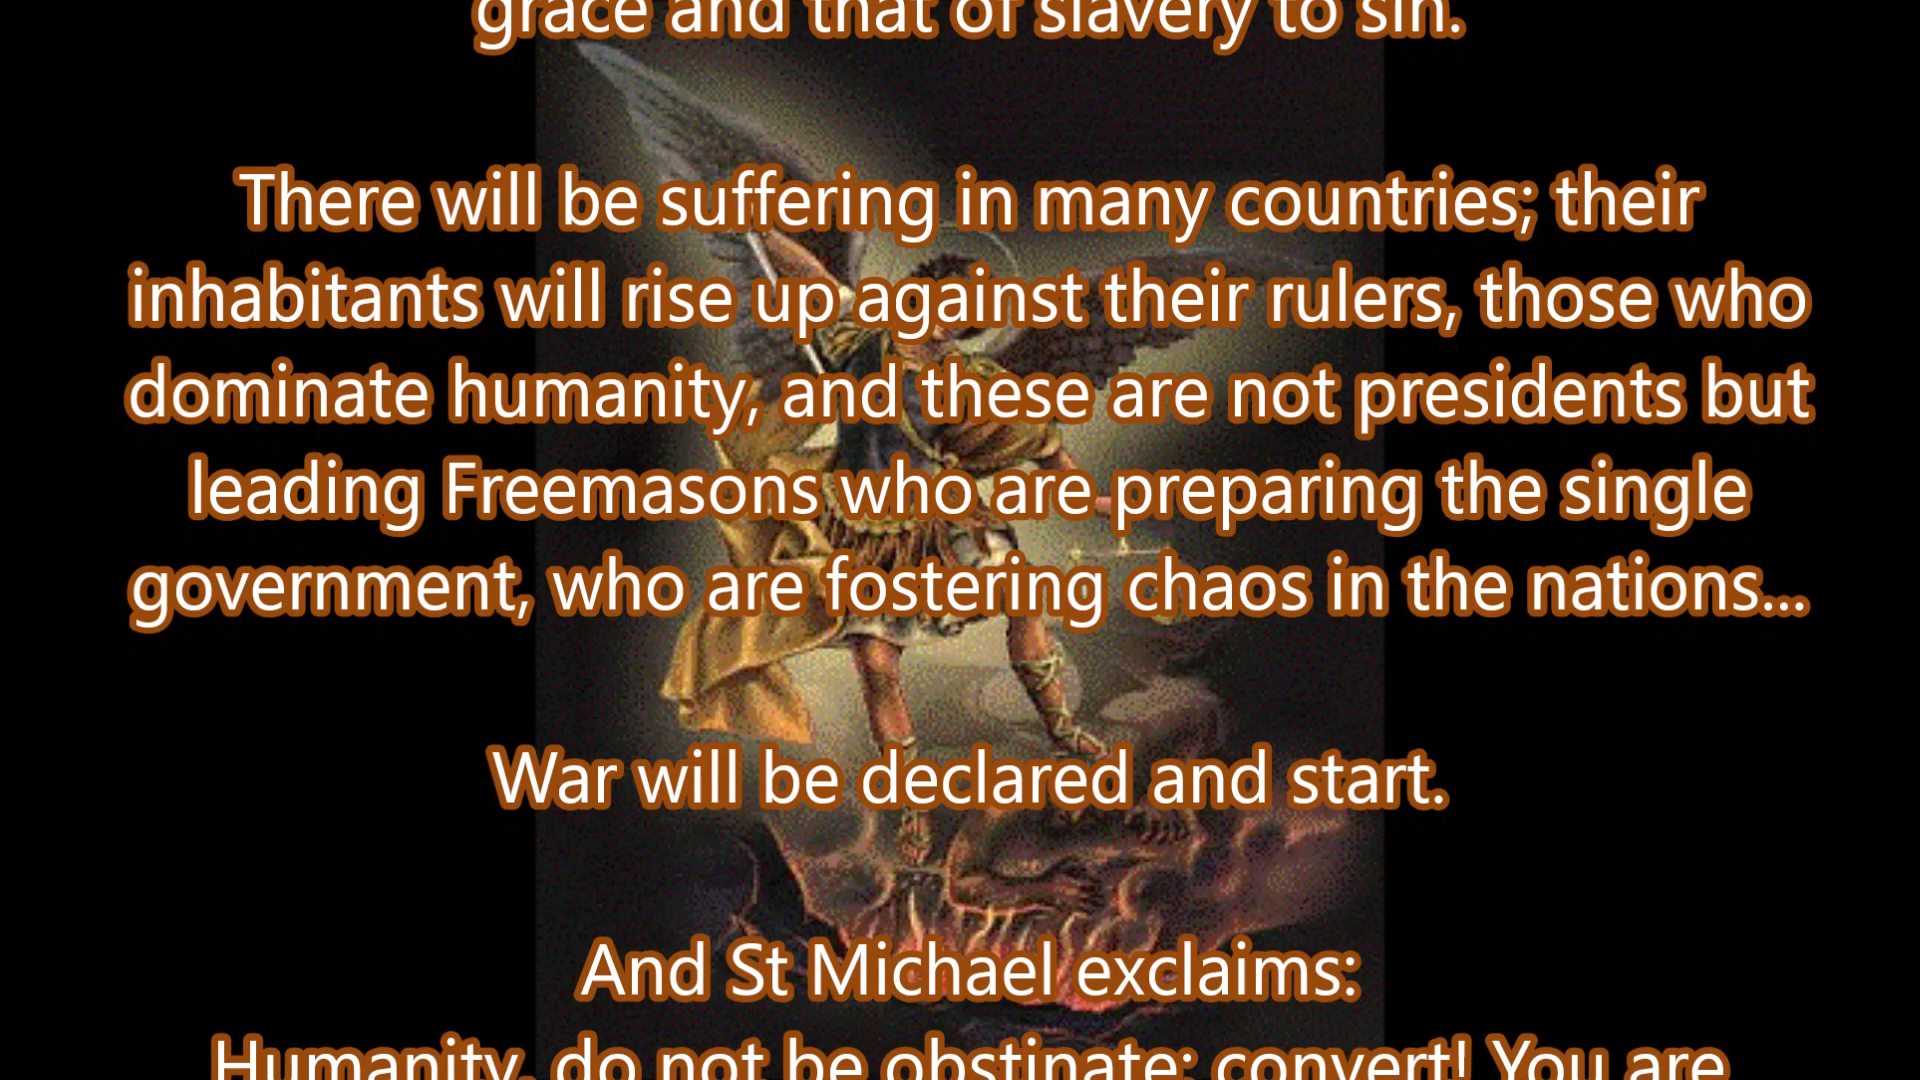 grace and that of slavery to sin.
There will be suffering in many countries; their
inhabitants will rise up against their rulers, those who
dominate humanity, and these are not presidents but
leading Freemasons who are preparing the single
government, who are fostering chaos in the nations...
War will be declared and start.
And St Michael exclaims:
Humanity, do not be obstinate; convert! You are